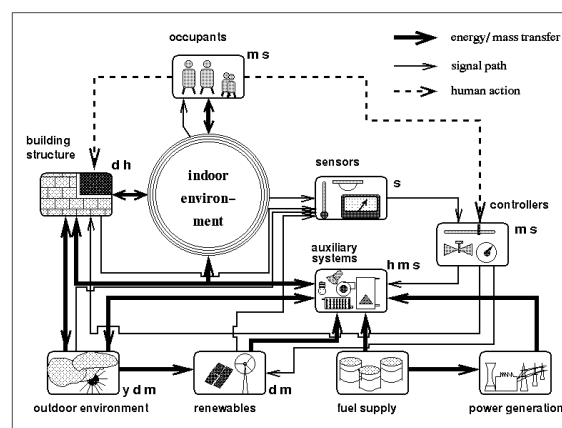 occupants
m s
energy/mass transfer
signal path
human action
building
structure
d h
indoor
environ-
ment
sensors
s
controllers
m s
auxiliary
systems
h m s
y d m
outdoor environment
d m
renewables
fuel supply
power generation